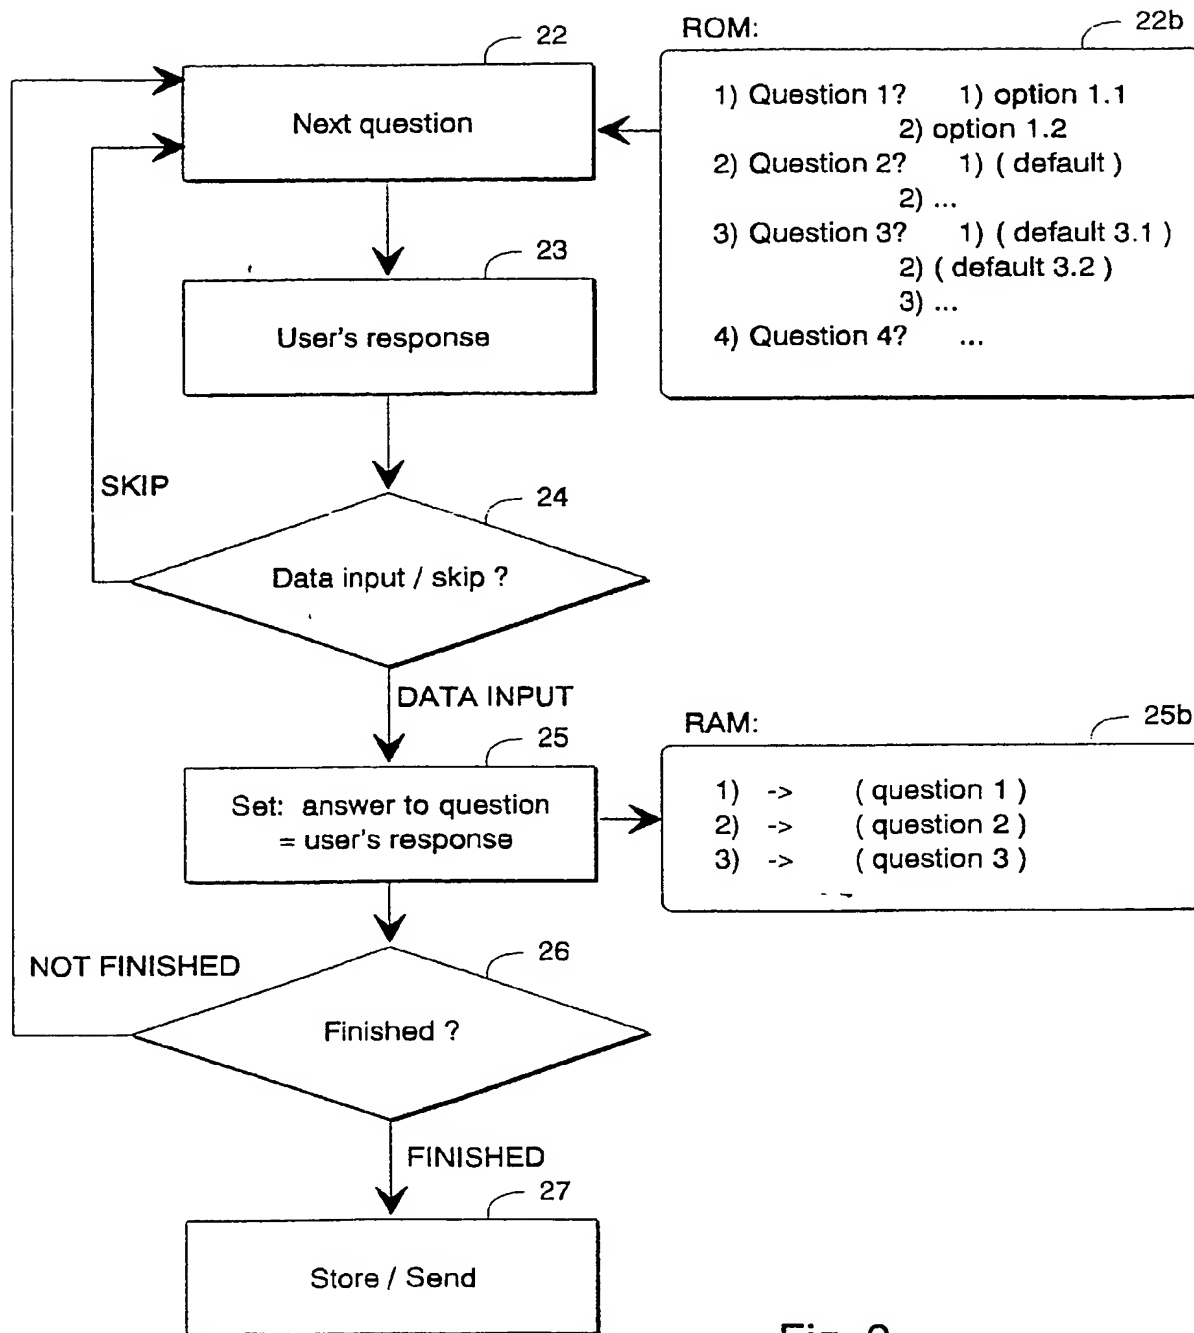 22
Next question
ROM:
22b
1) Question 1? 1) option 1.1
2) option 1.2
2) Question 2? 1) ( default )
2) ...
3) Question 3? 1) ( default 3.1 )
2) ( default 3.2 )
3) ...
4) Question 4? ...
23
User's response
SKIP
24
Data input / skip ?
DATA INPUT
25
Set: answer to question
= user's response
RAM:
25b
1) -> ( question 1 )
2) -> ( question 2 )
3) -> ( question 3 )
NOT FINISHED
26
Finished ?
FINISHED
27
Store / Send